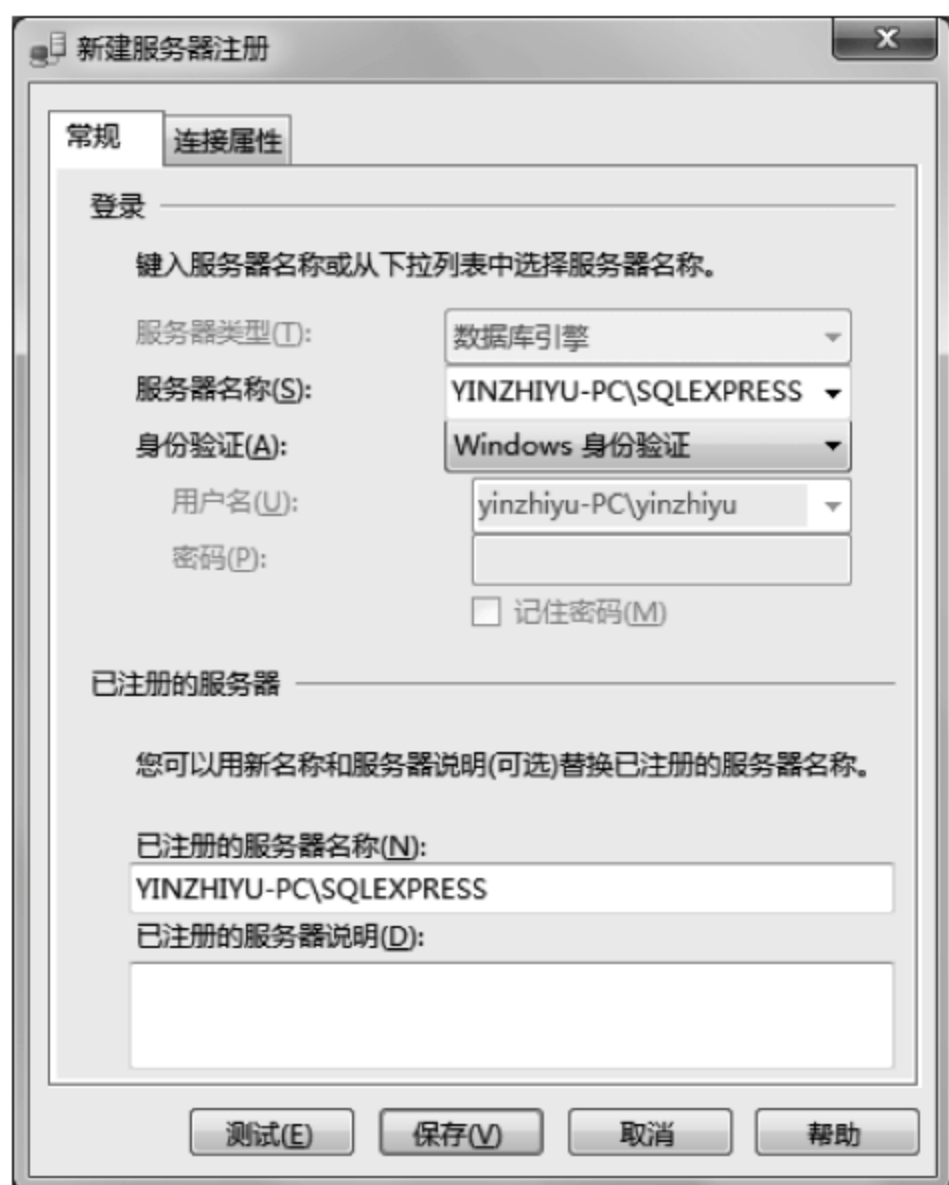 新建服务器注册
常规
连接属性
登录
键入服务器名称或从下拉列表中选择服务器名称。
服务器类型(T): 数据库引擎
服务器名称(S): YINZHIYU-PC\SQLEXPRESS
身份验证(A): Windows 身份验证
用户名(U): yinzhiyu-PC\yinzhiyu
密码(P):
记住密码(M)
已注册的服务器
您可以用新名称和服务器说明(可选)替换已注册的服务器名称。
已注册的服务器名称(N):
YINZHIYU-PC\SQLEXPRESS
已注册的服务器说明(D):
测试(E) 保存(V) 取消 帮助